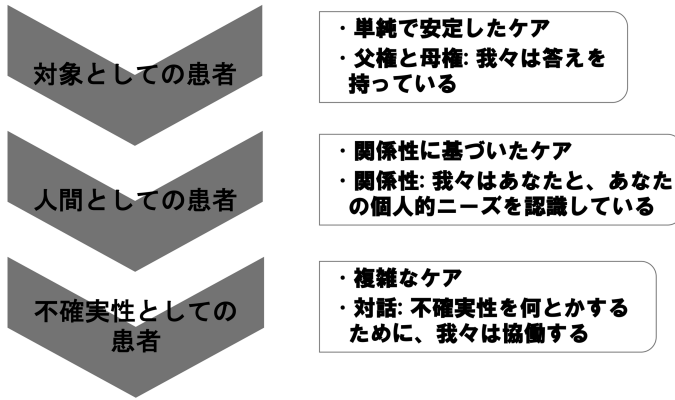 対象としての患者
・単純で安定したケア
・父権と母権: 我々は答えを
持っている
人間としての患者
・関係性に基づいたケア
・関係性: 我々はあなたと、あなた
の個人的ニーズを認識している
不確実性としての
患者
・複雑なケア
・対話: 不確実性を何とかする
ために、我々は協働する